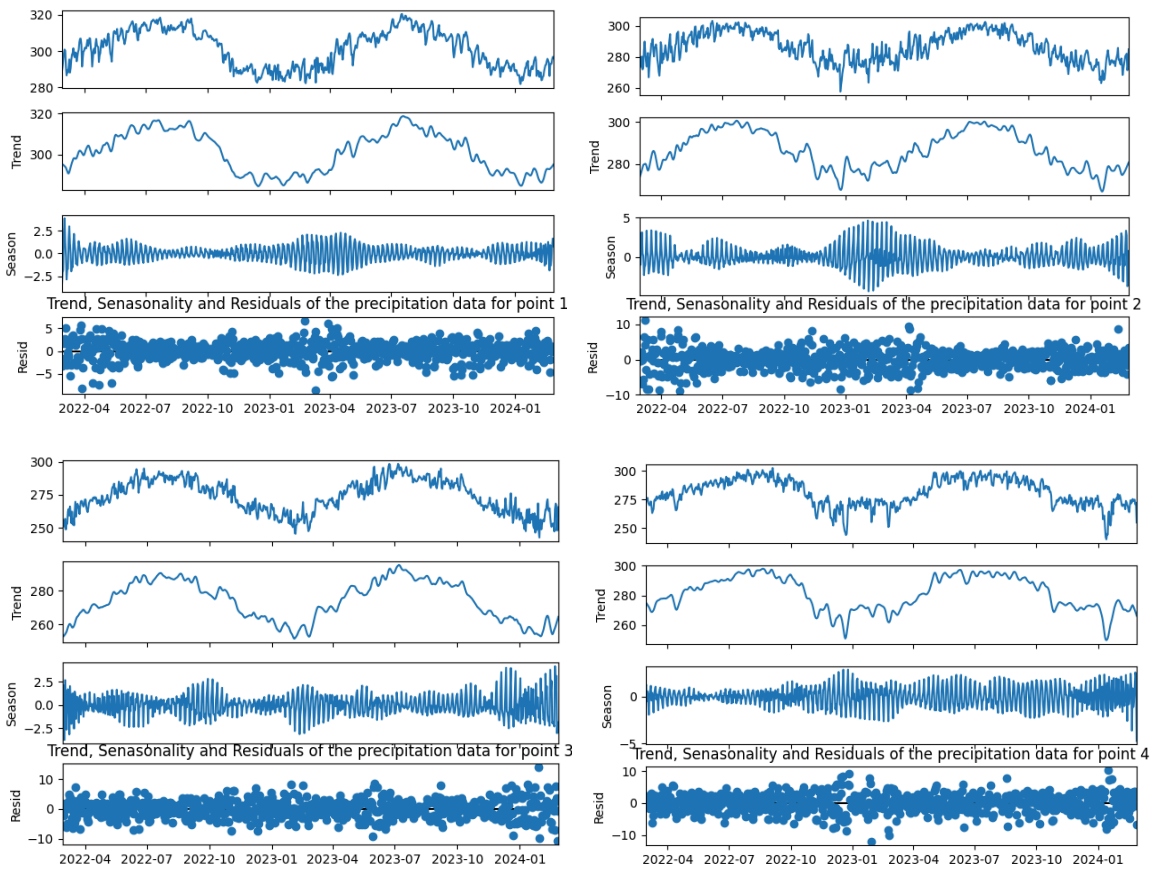 320
300
280
320
300
Trend
2.5
0.0
−2.5
Season
Trend, Senasonality and Residuals of the precipitation data for point 1
5
0
−5
Resid
2022-04 2022-07 2022-10 2023-01 2023-04 2023-07 2023-10 2024-01
300
280
260
300
280
Trend
5
0
Season
Trend, Senasonality and Residuals of the precipitation data for point 2
10
0
−10
Resid
2022-04 2022-07 2022-10 2023-01 2023-04 2023-07 2023-10 2024-01
300
275
250
280
260
Trend
2.5
0.0
−2.5
Season
Trend, Senasonality and Residuals of the precipitation data for point 3
10
0
−10
Resid
2022-04 2022-07 2022-10 2023-01 2023-04 2023-07 2023-10 2024-01
300
275
250
300
280
260
Trend
0
−5
Season
Trend, Senasonality and Residuals of the precipitation data for point 4
10
0
−10
Resid
2022-04 2022-07 2022-10 2023-01 2023-04 2023-07 2023-10 2024-01